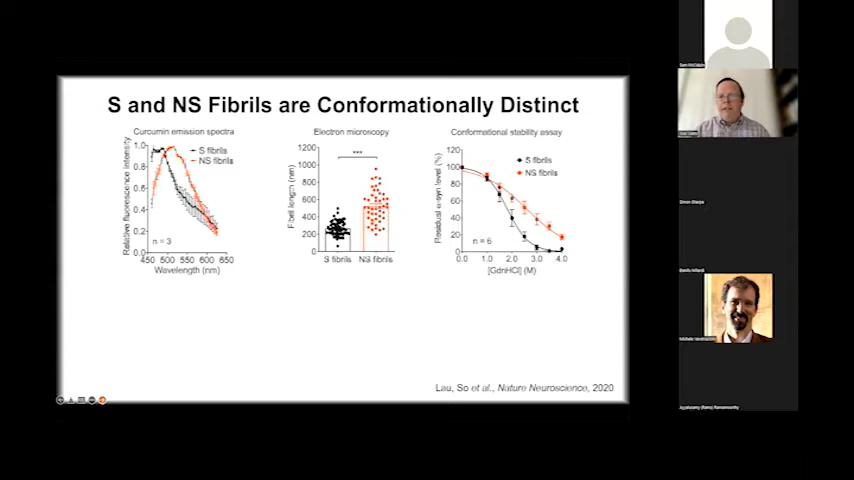 S and NS Fibrils are Conformationally Distinct
Curcumin emission spectra
Relative fluorescence intensity
1.0
0.8
0.6
0.4
0.2
0.0
S fibrils
NS fibrils
n = 3
450 500 550 600 650
Wavelength (nm)
Electron microscopy
Fibril length (nm)
1200
1000
800
600
400
200
0
***
S fibrils NS fibrils
Conformational stability assay
Residual α-syn level (%)
120
100
80
60
40
20
0
S fibrils
NS fibrils
n = 6
0.0 1.0 2.0 3.0 4.0
[GdnHCl] (M)
Lau, So et al., Nature Neuroscience, 2020